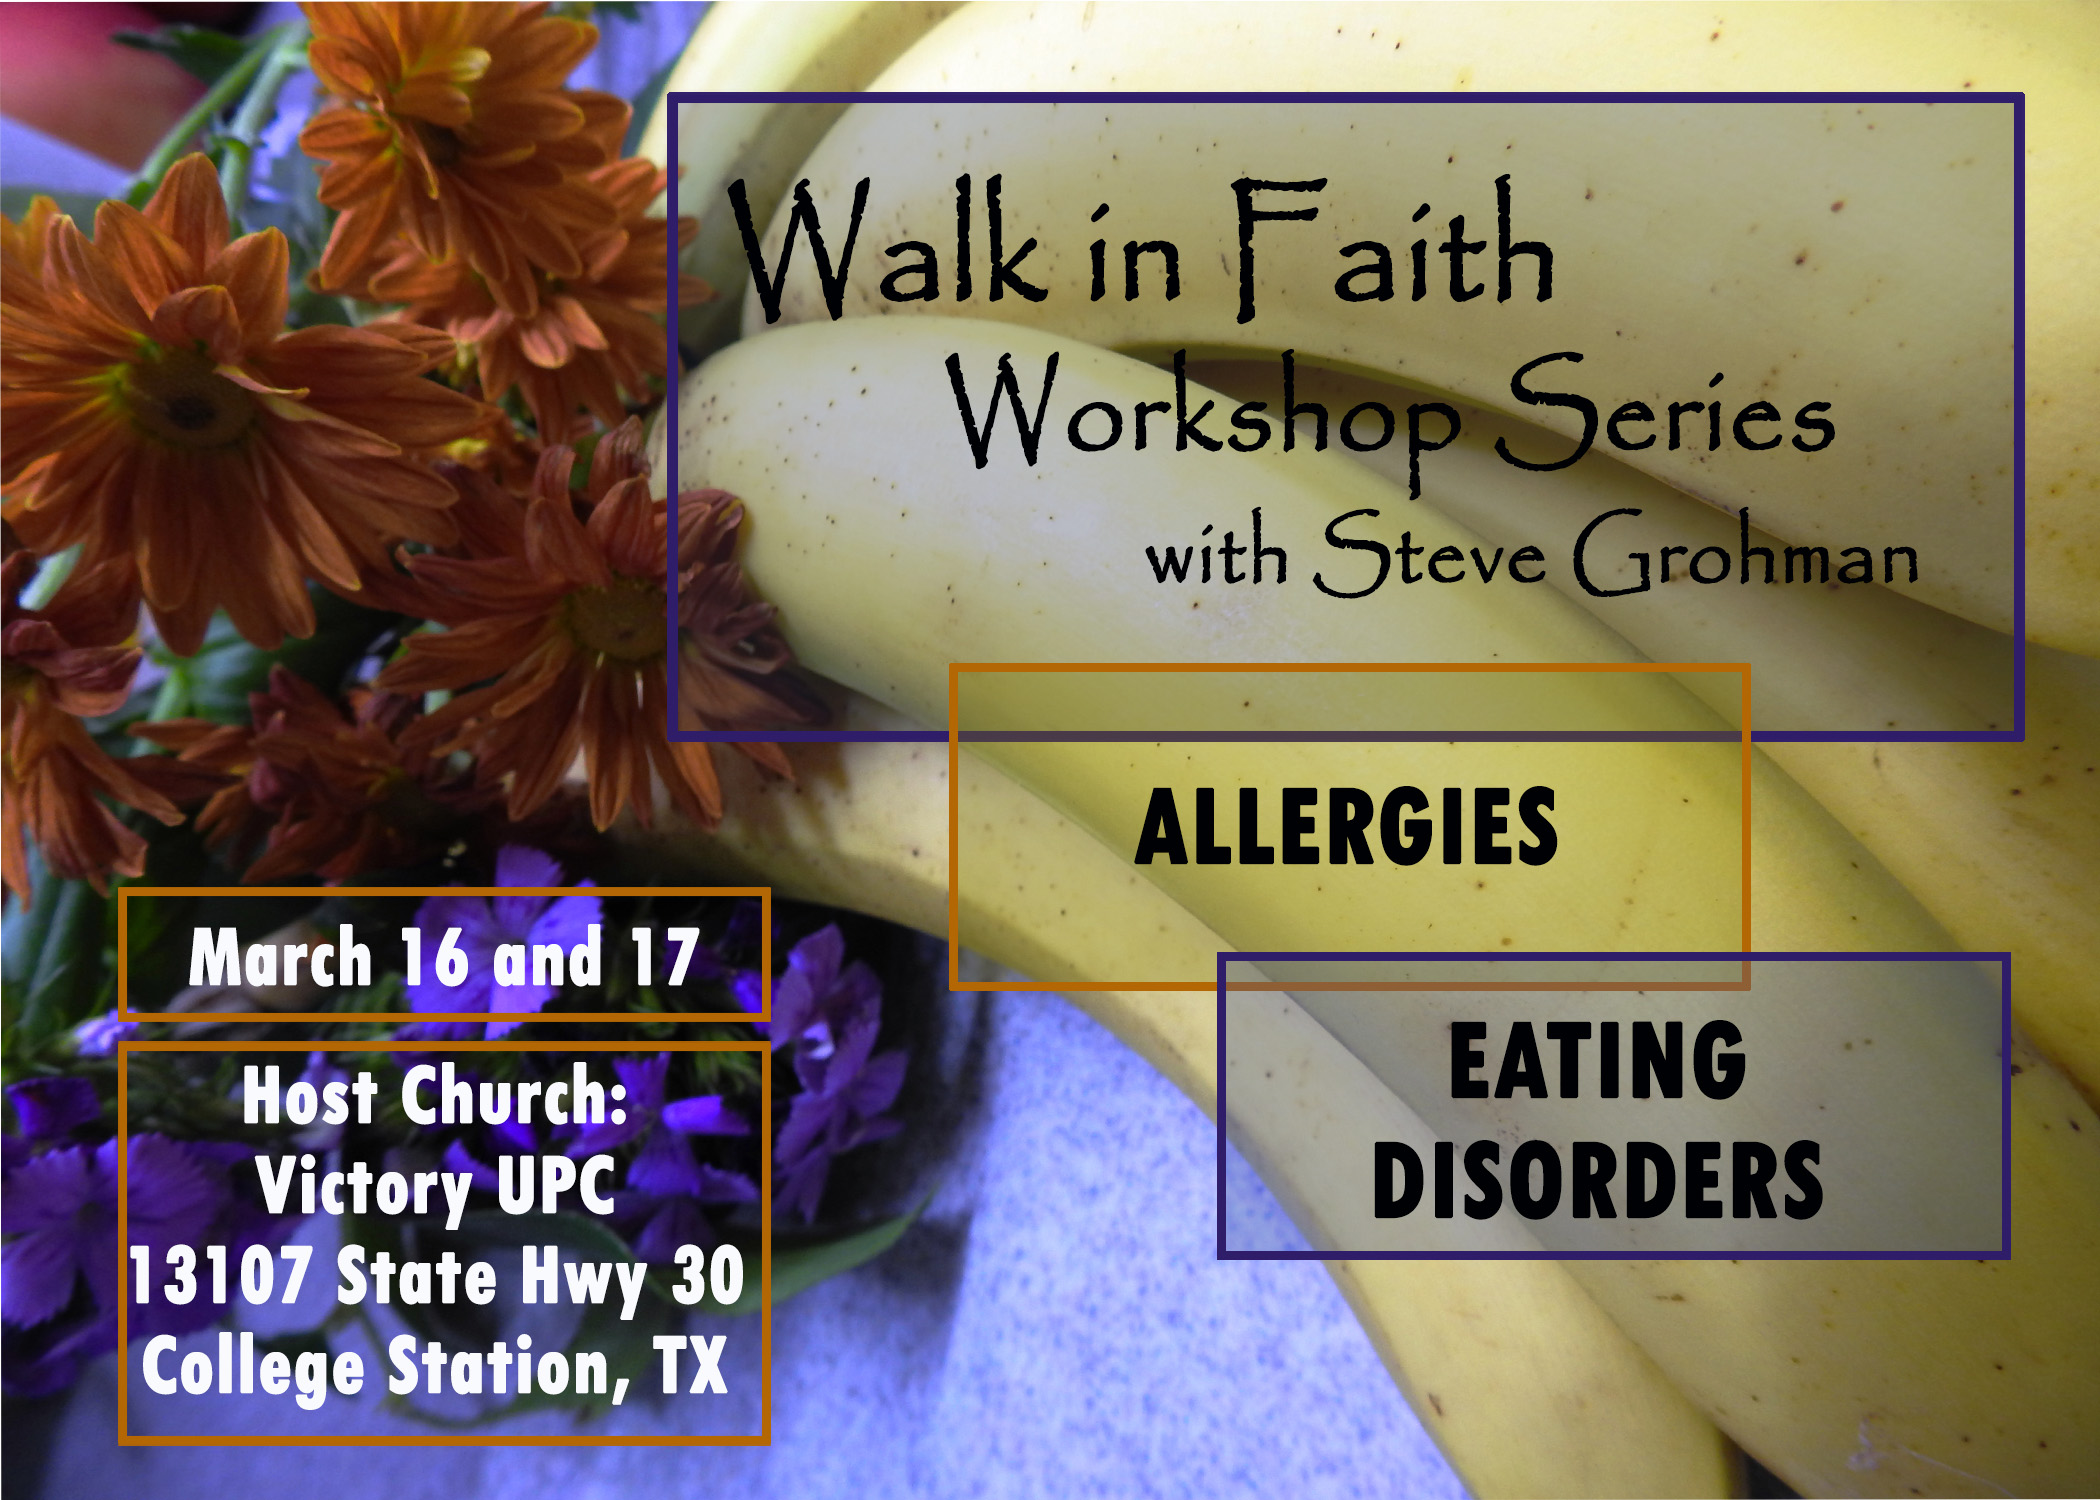 Walk in Faith
Workshop Series
with Steve Grohman
ALLERGIES
EATING
DISORDERS
March 16 and 17
Host Church:
Victory UPC
13107 State Hwy 30
College Station, TX